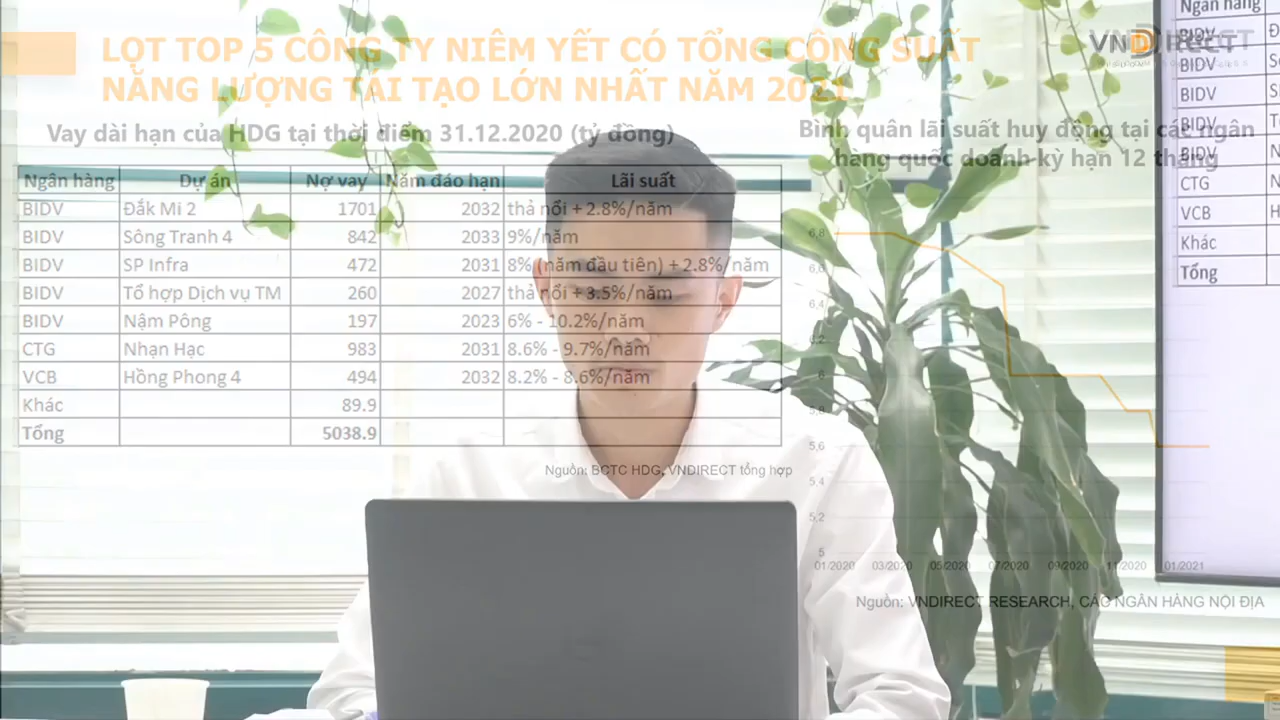 LỌT TOP 5 CÔNG TY NIÊM YẾT CÓ TỔNG CÔNG SUẤT
NĂNG LƯỢNG TÁI TẠO LỚN NHẤT NĂM 2021
VNDIRECT
Vay dài hạn của HDG tại thời điểm 31.12.2020 (tỷ đồng)
Ngân hàng Dự án Nợ vay Năm đáo hạn Lãi suất
BIDV Đắk Mi 2 1701 2032 thả nổi + 2.8%/năm
BIDV Sông Tranh 4 842 2033 9%/năm
BIDV SP Infra 472 2031 8% (năm đầu tiên) + 2.8%/năm
BIDV Tổ hợp Dịch vụ TM 260 2027 thả nổi + 3.5%/năm
BIDV Nậm Pông 197 2023 6% - 10.2%/năm
CTG Nhạn Hạc 983 2031 8.6% - 9.7%/năm
VCB Hồng Phong 4 494 2032 8.2% - 8.6%/năm
Khác 89.9
Tổng 5038.9
Nguồn: BCTC HDG, VNDIRECT tổng hợp
Bình quân lãi suất huy động tại các ngân
hàng quốc doanh kỳ hạn 12 tháng
6,8
6,6
6,4
6,2
6
5,8
5,6
5,4
5,2
5
01/2020 03/2020 05/2020 07/2020 09/2020 11/2020 01/2021
Nguồn: VNDIRECT RESEARCH, CÁC NGÂN HÀNG NỘI ĐỊA
Ngân hàng
BIDV
BIDV
BIDV
BIDV
BIDV
CTG
VCB
Khác
Tổng